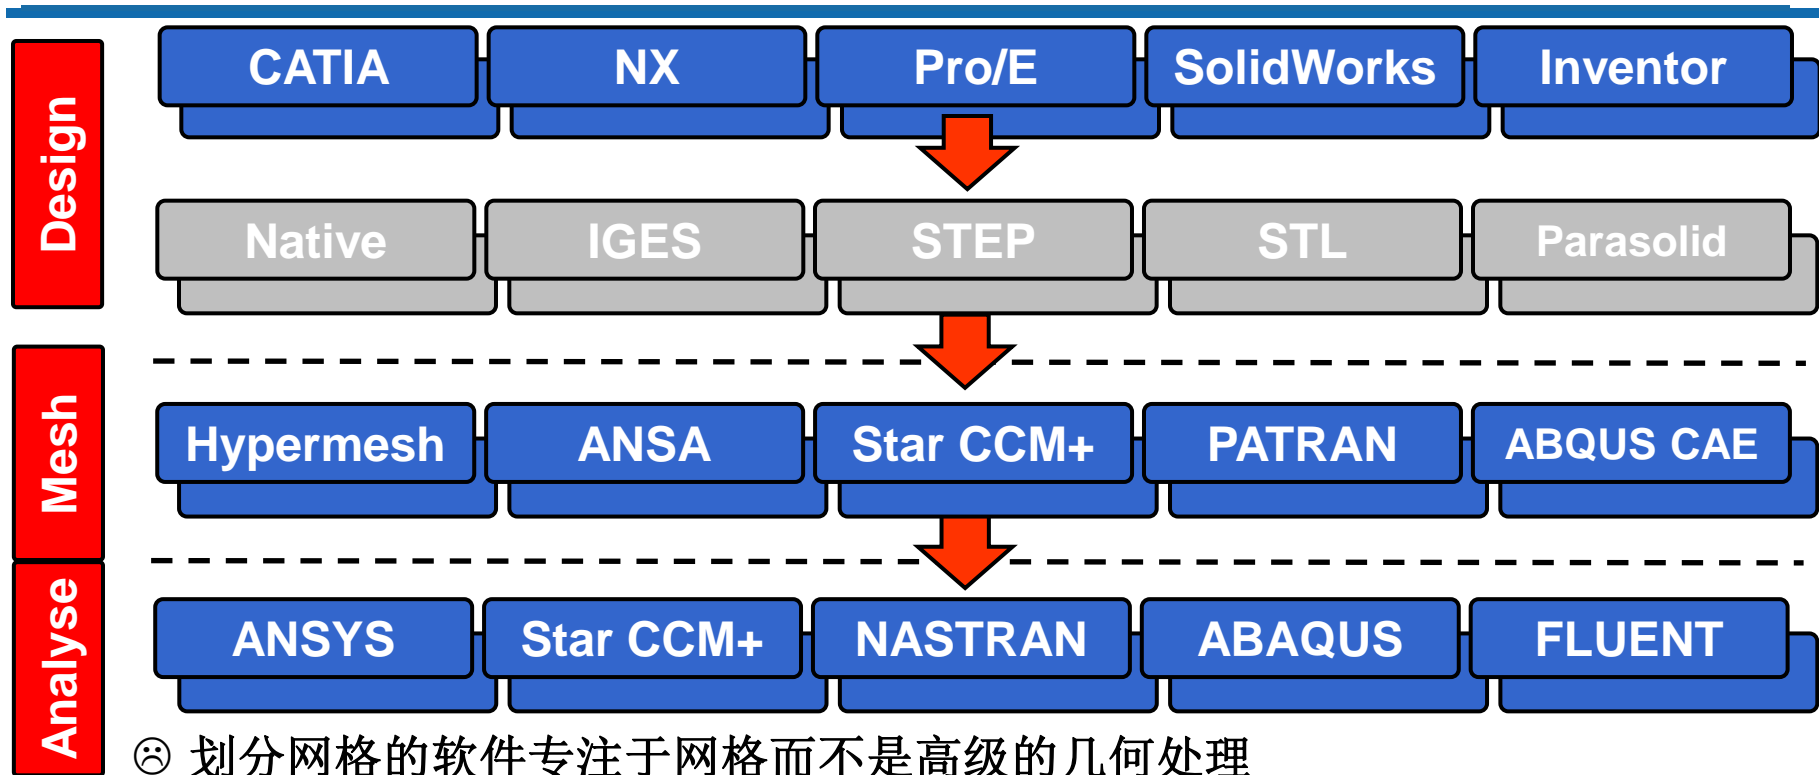 Design
CATIA NX Pro/E SolidWorks Inventor
Native IGES STEP STL Parasolid
Mesh
Hypermesh ANSA Star CCM+ PATRAN ABQUS CAE
Analyse
ANSYS Star CCM+ NASTRAN ABAQUS FLUENT
☹ 划分网格的软件专注于网格而不是高级的几何处理